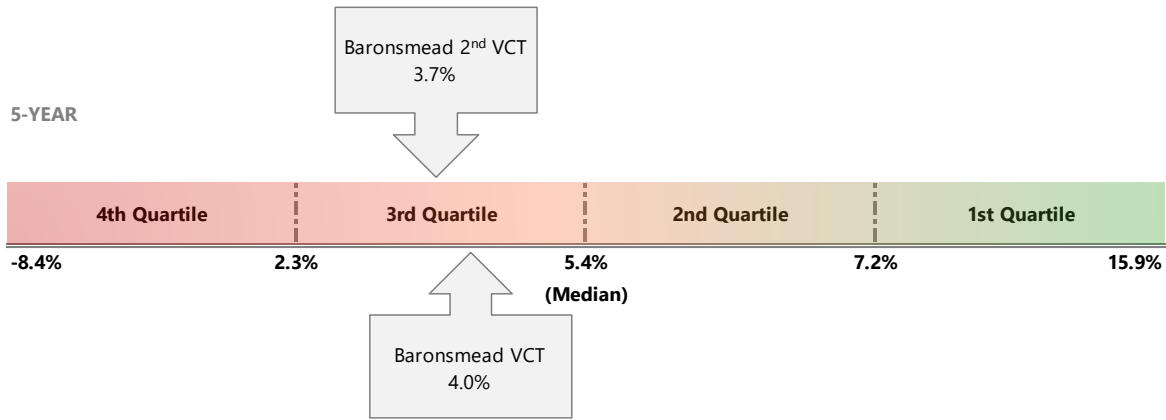 Baronsmead 2nd VCT
3.7%
5-YEAR
4th Quartile
3rd Quartile
2nd Quartile
1st Quartile
-8.4%
2.3%
5.4%
7.2%
15.9%
(Median)
Baronsmead VCT
4.0%